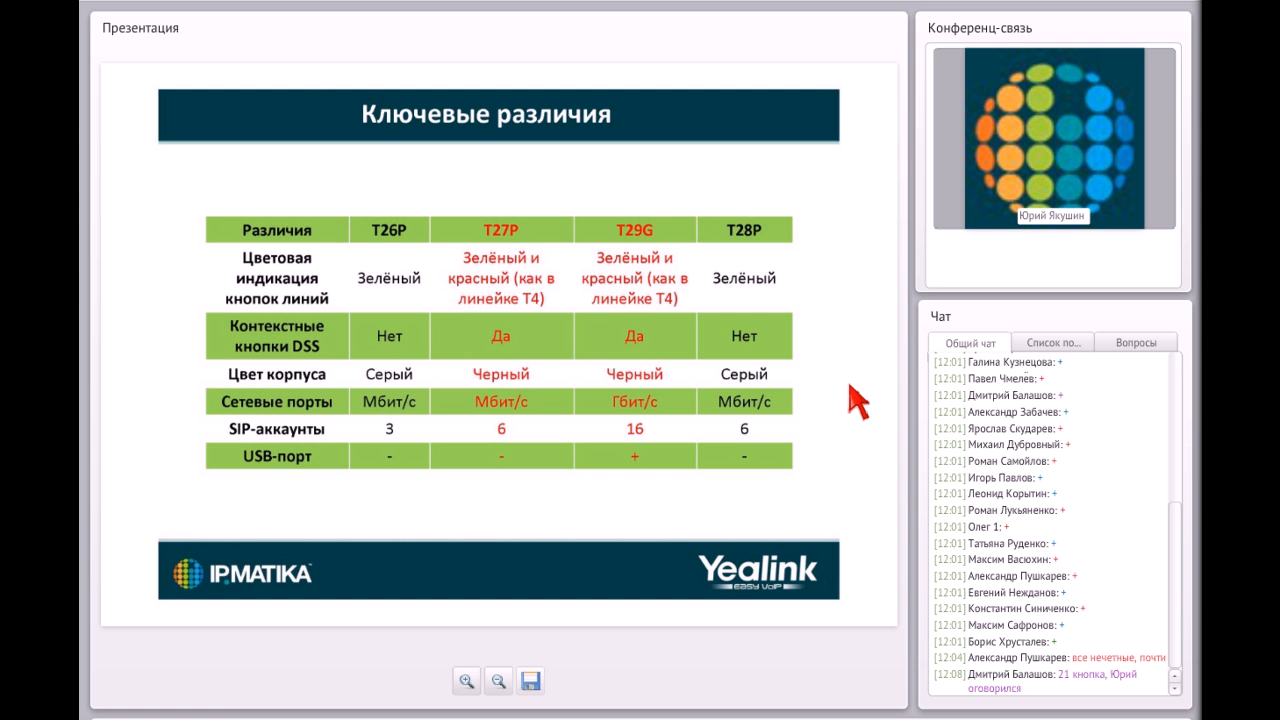 Презентация
Ключевые различия
Различия T26P T27P T29G T28P
Цветовая индикация кнопок линий Зелёный Зелёный и красный (как в линейке T4) Зелёный и красный (как в линейке T4) Зелёный
Контекстные кнопки DSS Нет Да Да Нет
Цвет корпуса Серый Черный Черный Серый
Сетевые порты Мбит/с Мбит/с Гбит/с Мбит/с
SIP-аккаунты 3 6 16 6
USB-порт - - + -
IPMATIKA
Yealink
EASY VoIP
Конференц-связь
Юрий Якушин
Чат
Общий чат Список по... Вопросы
[12:01] Галина Кузнецова: +
[12:01] Павел Чмелёв: +
[12:01] Дмитрий Балашов: +
[12:01] Александр Забачев: +
[12:01] Ярослав Скударев: +
[12:01] Михаил Дубровный: +
[12:01] Роман Самойлов: +
[12:01] Игорь Павлов: +
[12:01] Леонид Корытин: +
[12:01] Роман Лукьяненко: +
[12:01] Олег 1: +
[12:01] Татьяна Руденко: +
[12:01] Максим Васюхин: +
[12:01] Александр Пушкарев: +
[12:01] Евгений Нежданов: +
[12:01] Константин Синиченко: +
[12:01] Максим Сафронов: +
[12:01] Борис Хрусталев: +
[12:04] Александр Пушкарев: все нечетные, почти
[12:08] Дмитрий Балашов: 21 кнопка, Юрий
оговорился